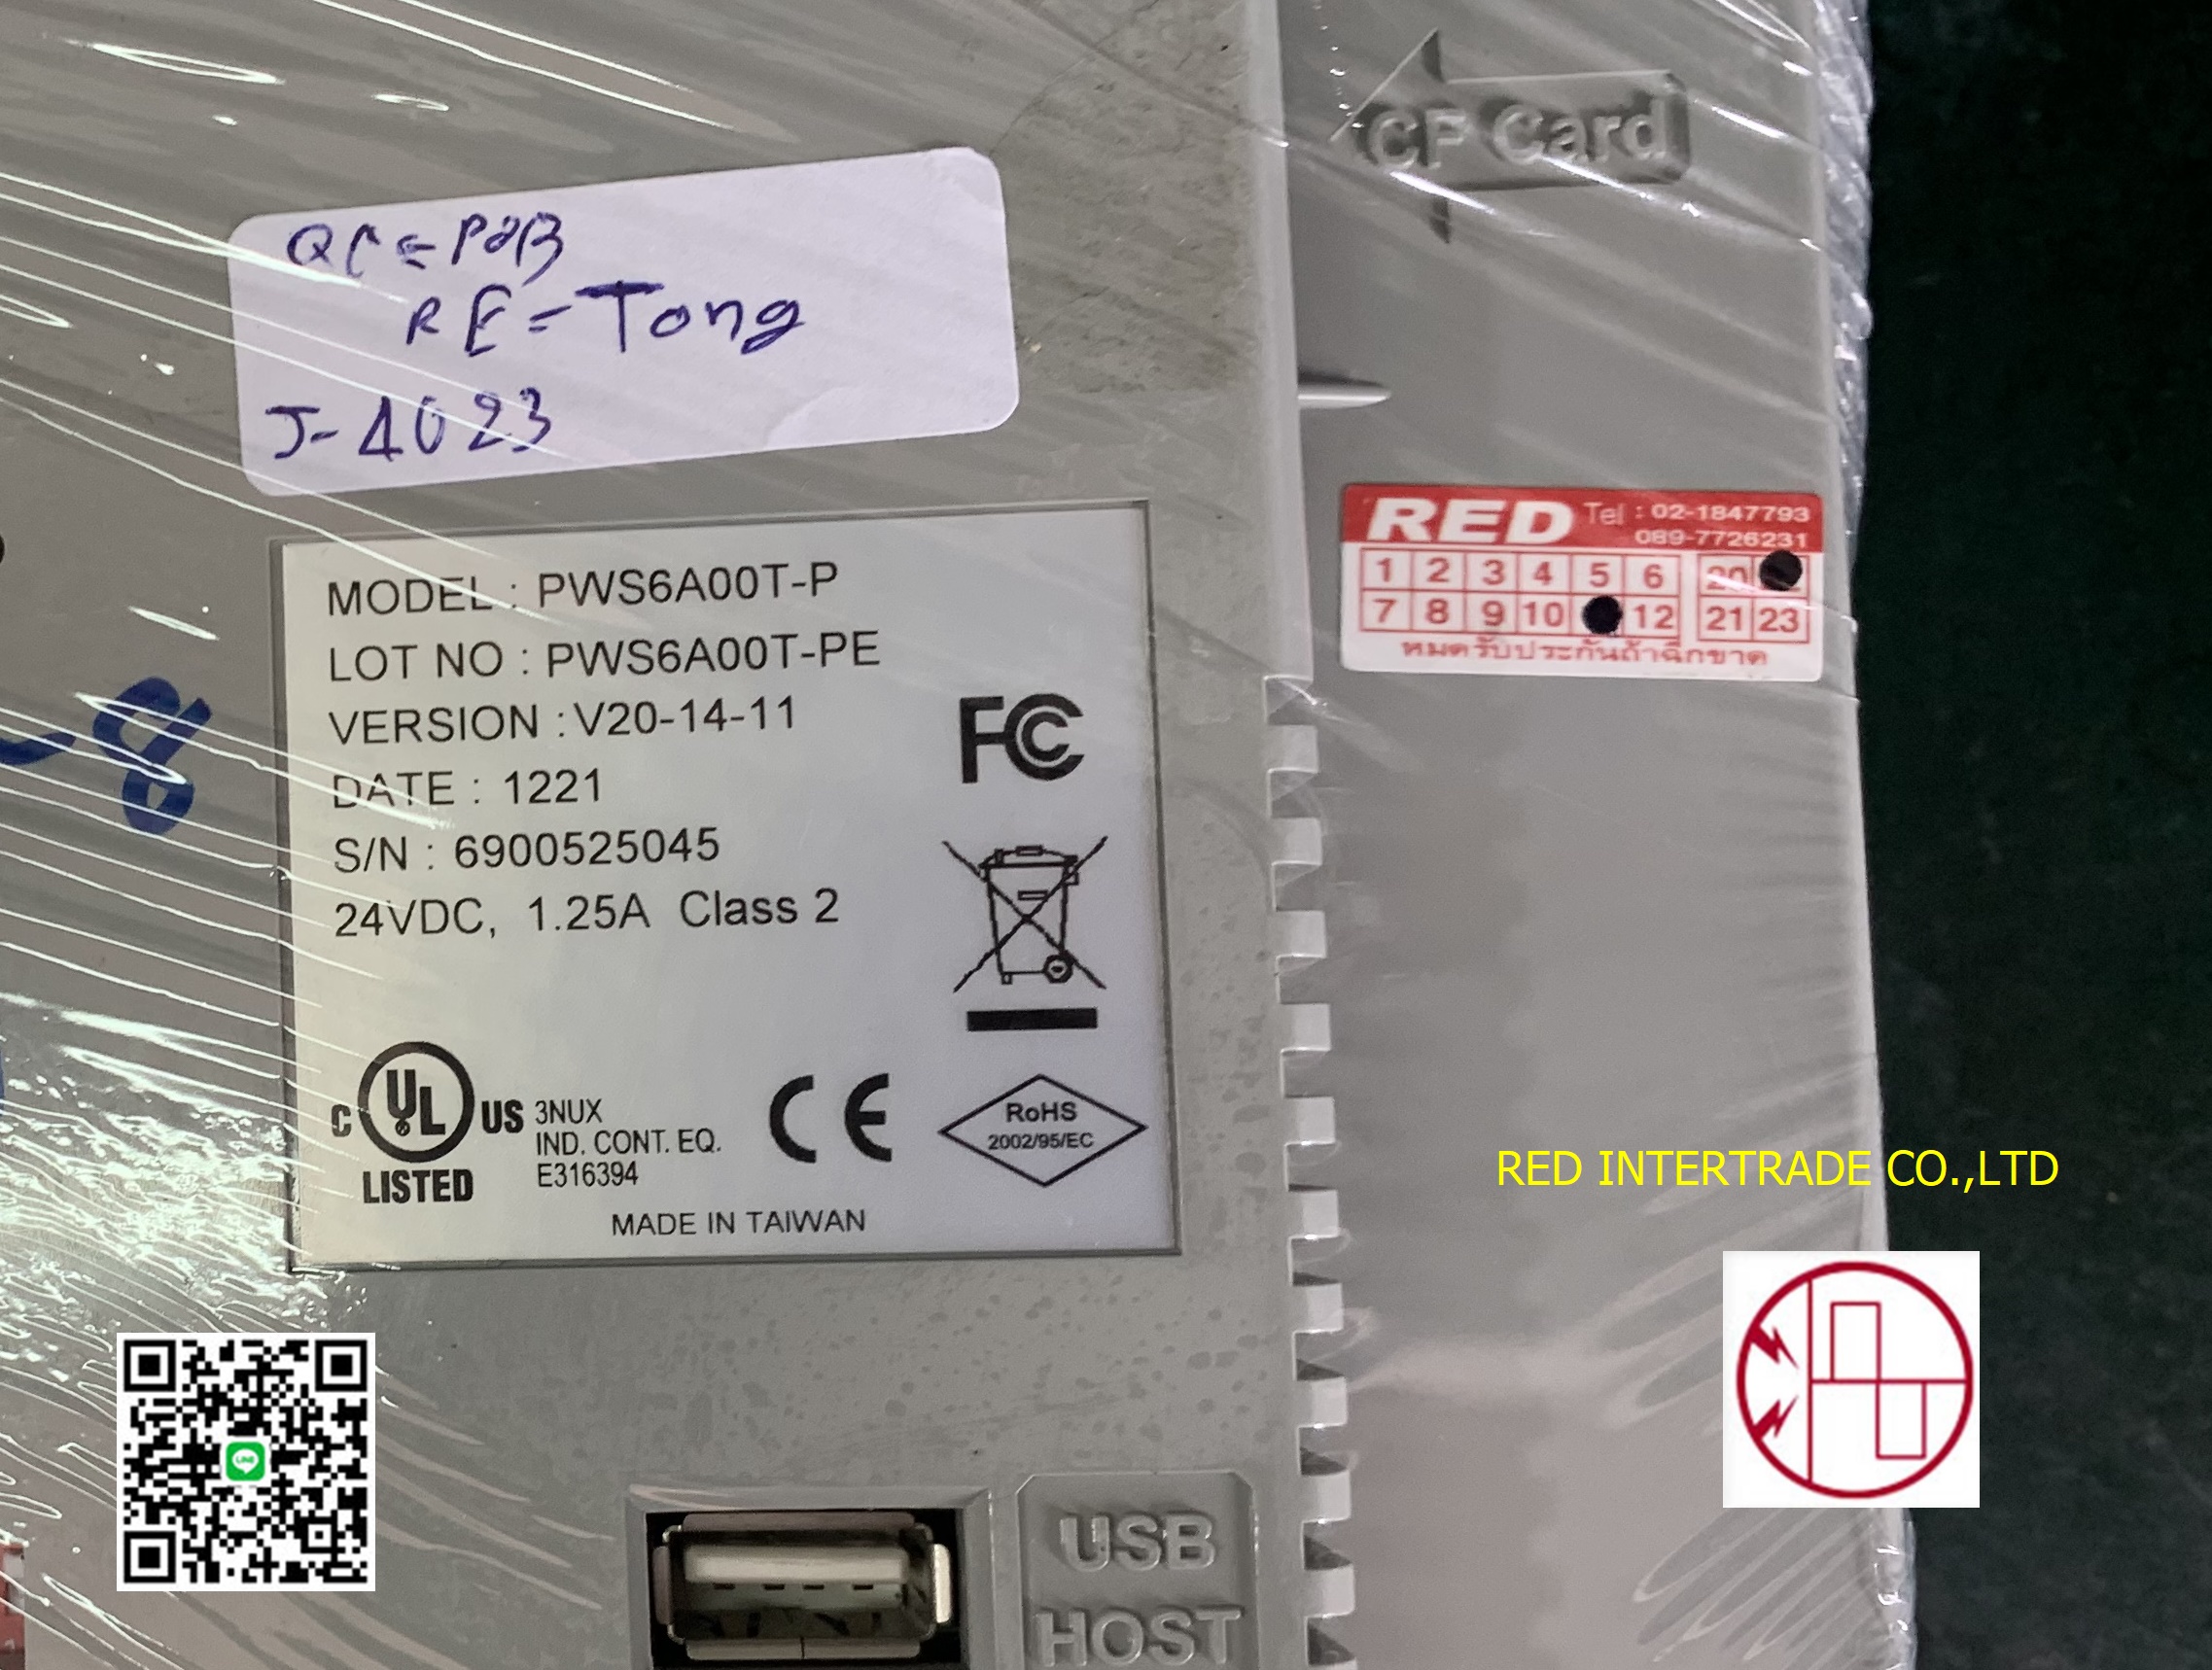 CF Card
QC = POB
RE = Tong
J-4023
RED Tel : 02-1847793
089-7726231
1 2 3 4 5 6 20
7 8 9 10 12 21 23
หมดรับประกันถ้าฉีกขาด
MODEL : PWS6A00T-P
LOT NO : PWS6A00T-PE
VERSION : V20-14-11
DATE : 1221
S/N : 6900525045
24VDC, 1.25A Class 2
FC
-8
C UL US LISTED
3NUX
IND. CONT. EQ.
E316394
CE
RoHS
2002/95/EC
MADE IN TAIWAN
RED INTERTRADE CO.,LTD
LINE
USB
HOST